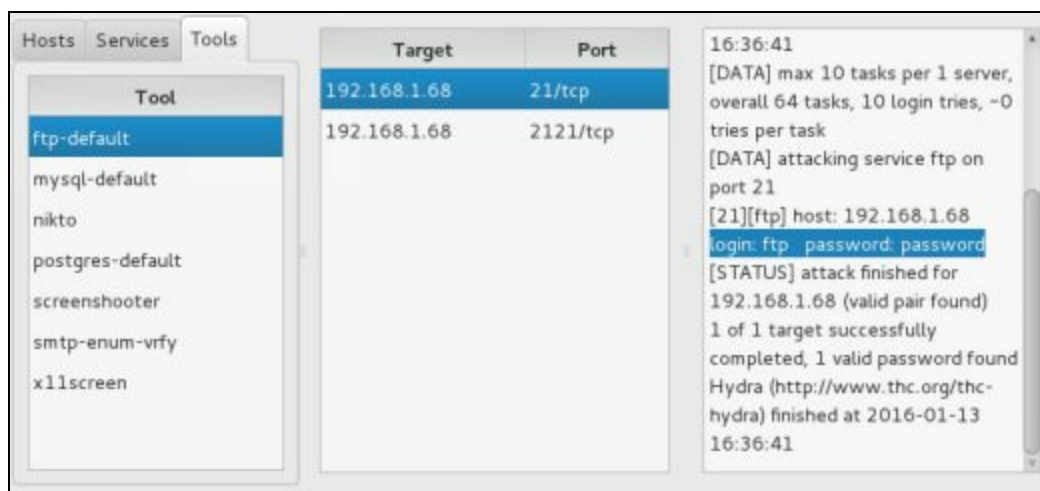 Hosts Services Tools
Tool
ftp-default
mysql-default
nikto
postgres-default
screenshooter
smtp-enum-vrfy
x11screen
Target Port
192.168.1.68 21/tcp
192.168.1.68 2121/tcp
16:36:41
[DATA] max 10 tasks per 1 server,
overall 64 tasks, 10 login tries, ~0
tries per task
[DATA] attacking service ftp on
port 21
[21][ftp] host: 192.168.1.68
login: ftp password: password
[STATUS] attack finished for
192.168.1.68 (valid pair found)
1 of 1 target successfully
completed, 1 valid password found
Hydra (http://www.thc.org/thc-
hydra) finished at 2016-01-13
16:36:41